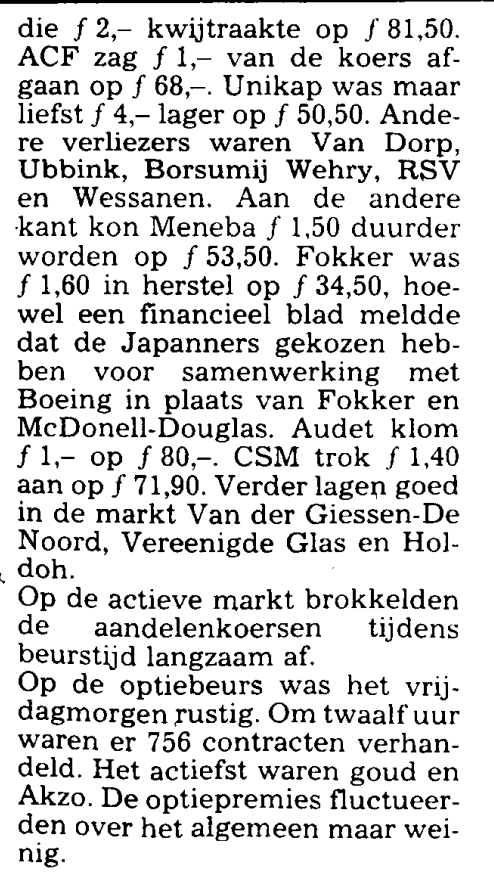 die ƒ 2,– kwijtraakte op ƒ 81,50.
ACF zag ƒ 1,– van de koers af-
gaan op ƒ 68,–. Unikap was maar
liefst ƒ 4,– lager op ƒ 50,50. Ande-
re verliezers waren Van Dorp,
Ubbink, Borsumij Wehry, RSV
en Wessanen. Aan de andere
kant kon Meneba ƒ 1,50 duurder
worden op ƒ 53,50. Fokker was
ƒ 1,60 in herstel op ƒ 34,50, hoe-
wel een financieel blad meldde
dat de Japanners gekozen heb-
ben voor samenwerking met
Boeing in plaats van Fokker en
McDonell-Douglas. Audet klom
ƒ 1,- op ƒ 80,-. CSM trok ƒ 1,40
aan op ƒ 71,90. Verder lagen goed
in de markt Van der Giessen-De
Noord, Vereenigde Glas en Hol-
doh.
Op de actieve markt brokkelden
de aandelenkoersen tijdens
beurstijd langzaam af.
Op de optiebeurs was het vrij-
dagmorgen rustig. Om twaalf uur
waren er 756 contracten verhan-
deld. Het actiefst waren goud en
Akzo. De optiepremies fluctueer-
den over het algemeen maar wei-
nig.